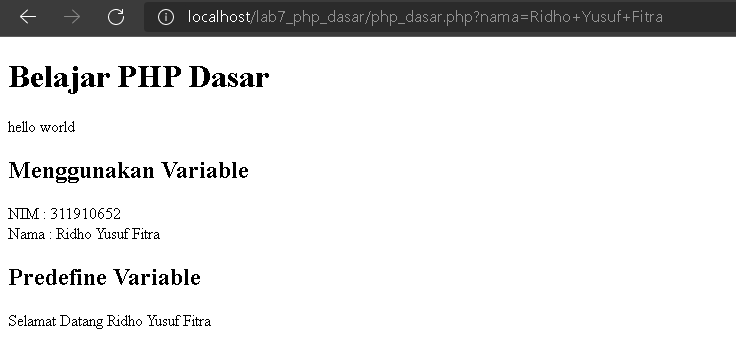 localhost/lab7_php_dasar/php_dasar.php?nama=Ridho+Yusuf+Fitra
Belajar PHP Dasar
hello world
Menggunakan Variable
NIM : 311910652
Nama : Ridho Yusuf Fitra
Predefine Variable
Selamat Datang Ridho Yusuf Fitra